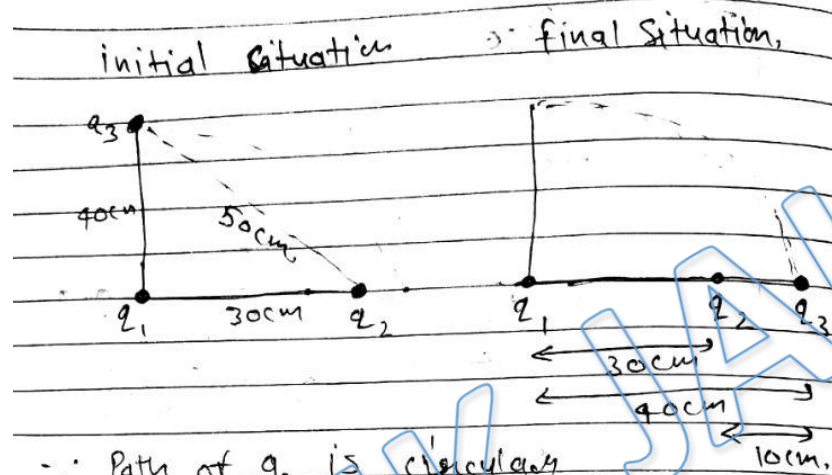 initial situation ∴ final situation,
q3
40cm
50cm
q1 30cm q2 q1 q2 q3
30cm
40cm
10cm.
∴ Path of q is circular
JA